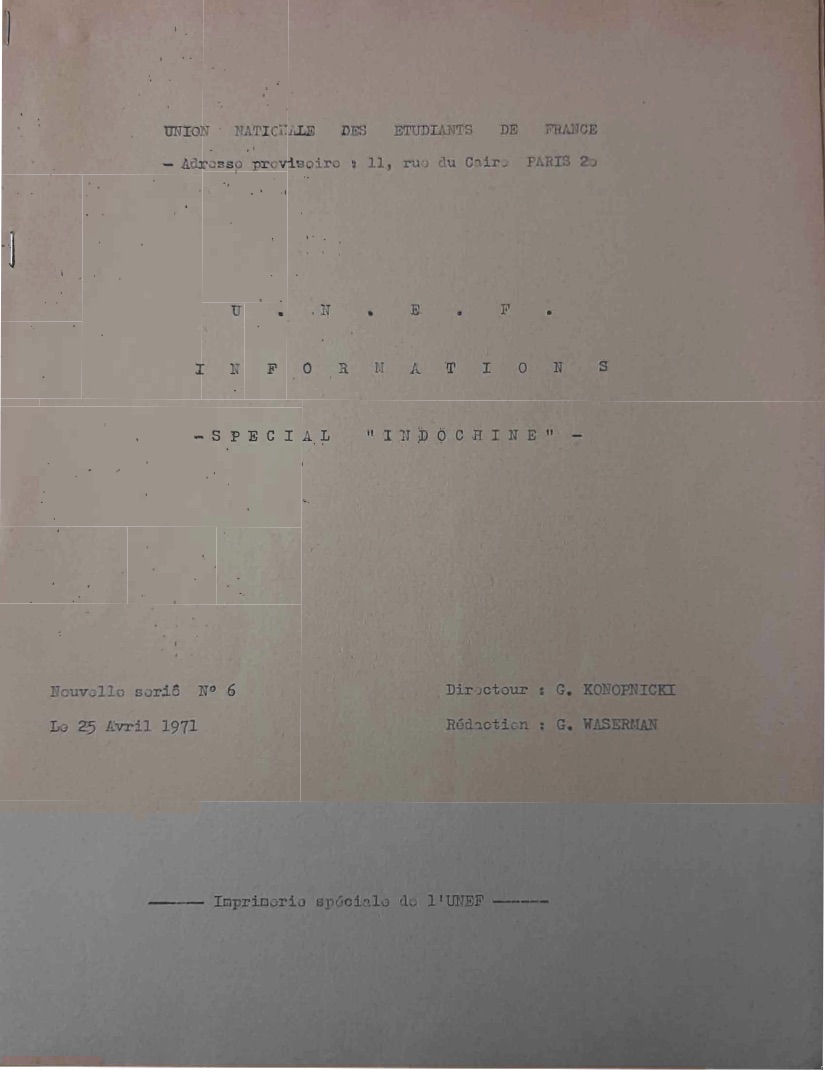 UNION NATIONALE DES ETUDIANTS DE FRANCE
- Adresse provisoire : 11, rue du Caire PARIS 2e
U . N . E . F .
I N F O R M A T I O N S
- S P E C I A L " I N D O C H I N E " -
Nouvelle serië N° 6
Directeur : G. KONOPNICKI
Le 25 Avril 1971
Rédaction : G. WASERMAN
——— Imprimerie spéciale de l'UNEF ———